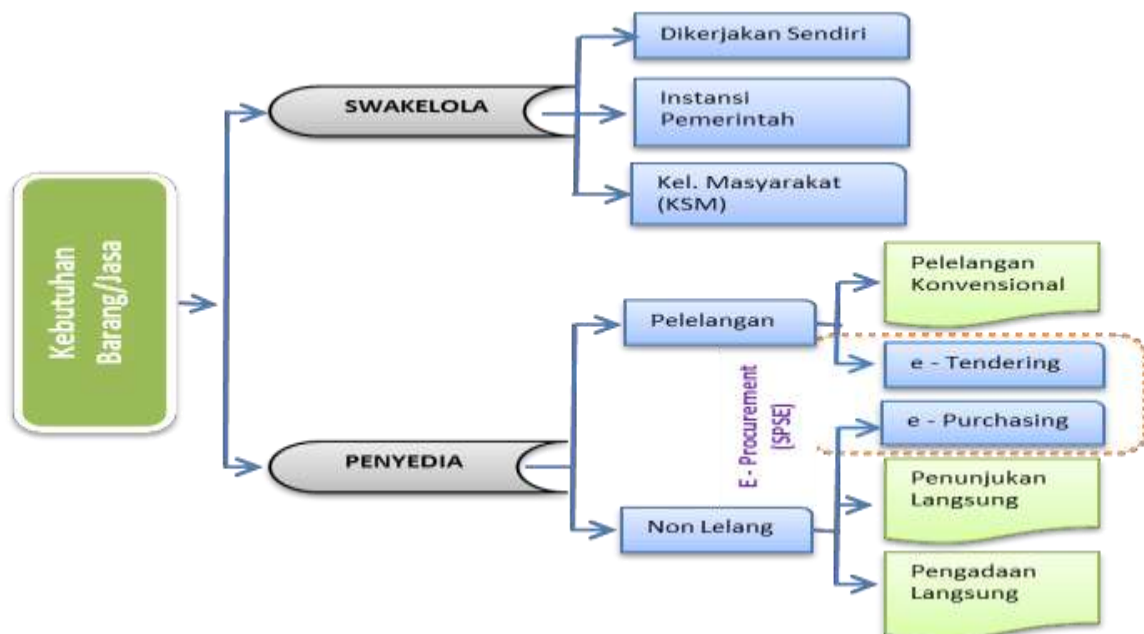 Kebutuhan
Barang/Jasa
SWAKELOLA
Dikerjakan Sendiri
Instansi
Pemerintah
Kel. Masyarakat
(KSM)
PENYEDIA
Pelelangan
Pelelangan
Konvensional
e - Tendering
E - Procurement
(SPSE)
e - Purchasing
Non Lelang
Penunjukan
Langsung
Pengadaan
Langsung